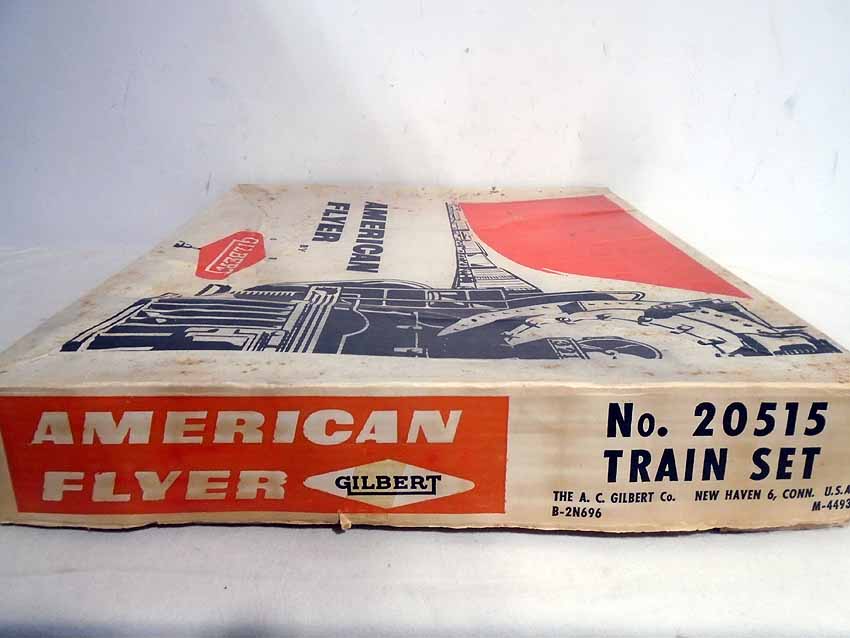 AMERICAN
FLYER
BY
GILBERT
AMERICAN
FLYER
GILBERT
No. 20515
TRAIN SET
THE A. C. GILBERT Co. NEW HAVEN 6, CONN. U.S.A
B-2N696
M-4493